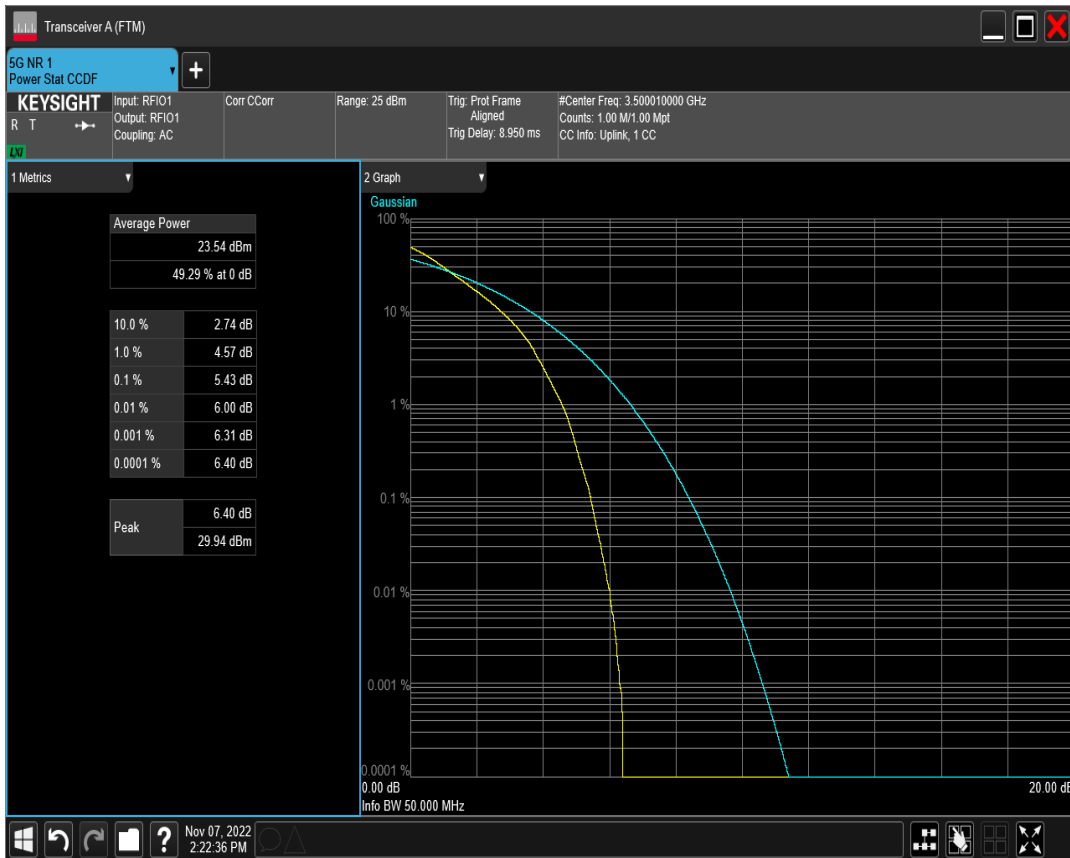 Transceiver A (FTM)
5G NR 1
Power Stat CCDF
+
KEYSIGHT
R T
LXI
Input: RFIO1
Output: RFIO1
Coupling: AC
Corr CCorr
Range: 25 dBm
Trig: Prot Frame
Aligned
Trig Delay: 8.950 ms
#Center Freq: 3.500010000 GHz
Counts: 1.00 M/1.00 Mpt
CC Info: Uplink, 1 CC
1 Metrics
Average Power
23.54 dBm
49.29 % at 0 dB
10.0 % 2.74 dB
1.0 % 4.57 dB
0.1 % 5.43 dB
0.01 % 6.00 dB
0.001 % 6.31 dB
0.0001 % 6.40 dB
Peak
6.40 dB
29.94 dBm
2 Graph
Gaussian
100 %
10 %
1 %
0.1 %
0.01 %
0.001 %
0.0001 %
0.00 dB 20.00 dB
Info BW 50.000 MHz
?
Nov 07, 2022
2:22:36 PM